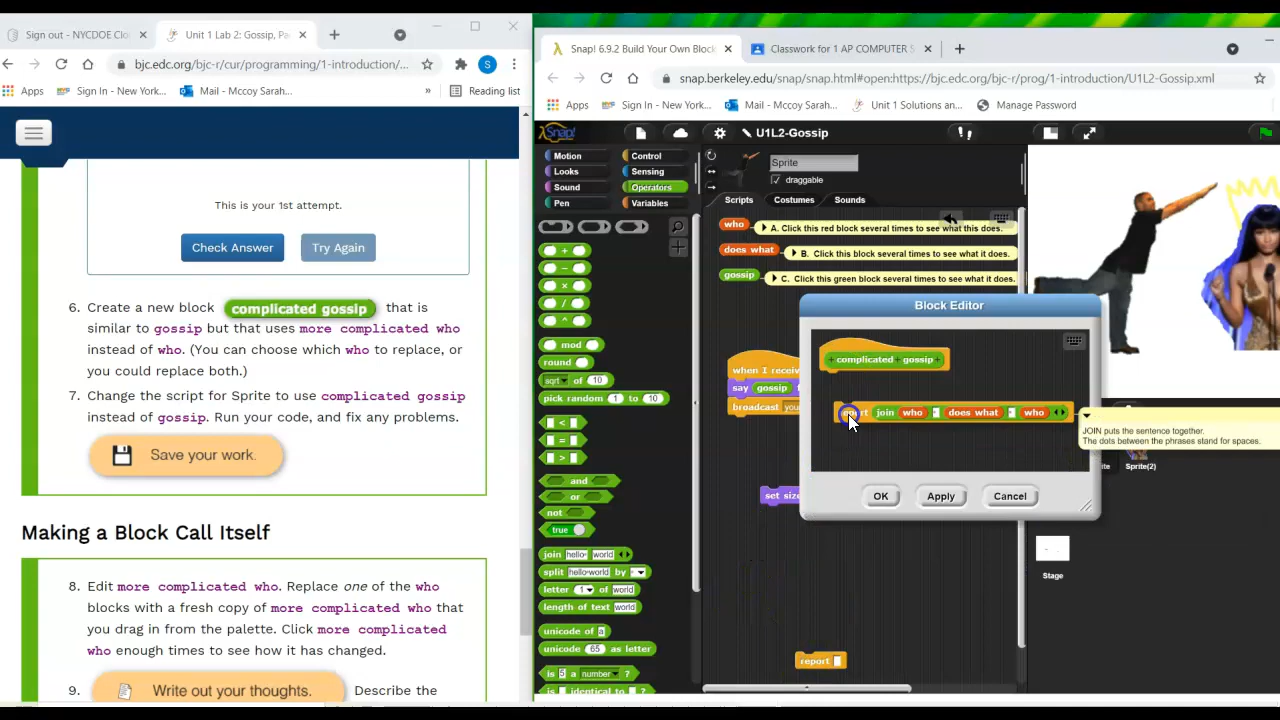 Sign out - NYCDOE Clo
Unit 1 Lab 2: Gossip, Pa
bjc.edc.org/bjc-r/cur/programming/1-introduction/...
S
Apps
Sign In - New York...
Mail - Mccoy Sarah...
»
Reading list
This is your 1st attempt.
Check Answer
Try Again
6. Create a new block complicated gossip that is
similar to gossip but that uses more complicated who
instead of who. (You can choose which who to replace, or
you could replace both.)
7. Change the script for Sprite to use complicated gossip
instead of gossip. Run your code, and fix any problems.
Save your work.
Making a Block Call Itself
8. Edit more complicated who. Replace one of the who
blocks with a fresh copy of more complicated who that
you drag in from the palette. Click more complicated
who enough times to see how it has changed.
9. Write out your thoughts. Describe the
Snap! 6.9.2 Build Your Own Block
Classwork for 1 AP COMPUTER S
snap.berkeley.edu/snap/snap.html#open:https://bjc.edc.org/bjc-r/prog/1-introduction/U1L2-Gossip.xml
Apps
Sign In - New York...
Mail - Mccoy Sarah...
Unit 1 Solutions an...
Manage Password
Snap!
U1L2-Gossip
Motion
Control
Looks
Sensing
Sound
Operators
Pen
Variables
+
−
×
/
^
mod
round
sqrt of 10
pick random 1 to 10
<
=
>
and
or
not
true
join hello world
split hello world by
letter 1 of world
length of text world
unicode of a
unicode 65 as letter
is 5 a number ?
is identical to ?
Sprite
draggable
Scripts
Costumes
Sounds
who
A. Click this red block several times to see what this does.
does what
B. Click this block several times to see what it does.
gossip
C. Click this green block several times to see what it does.
when I receive
say gossip
broadcast you
set size
report
Block Editor
complicated gossip
join who does what who
JOIN puts the sentence together.
The dots between the phrases stand for spaces.
OK
Apply
Cancel
Sprite(2)
Stage